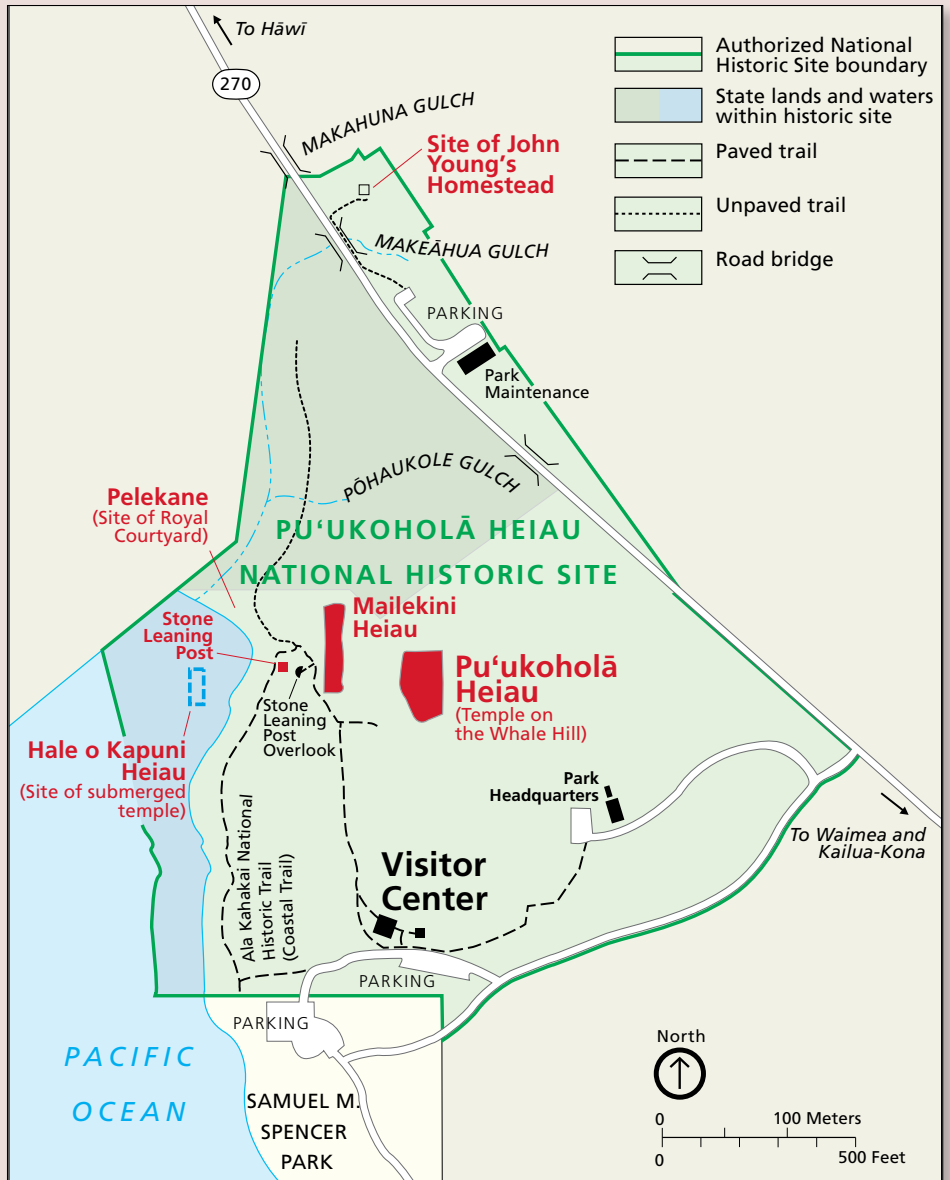 To Hāwī
270
MAKAHUNA GULCH
Site of John
Young's
Homestead
MAKEĀHUA GULCH
PARKING
Park
Maintenance
Authorized National
Historic Site boundary
State lands and waters
within historic site
Paved trail
Unpaved trail
Road bridge
PŌHAUKOLE GULCH
Pelekane
(Site of Royal
Courtyard)
PU‘UKOHOLĀ HEIAU
NATIONAL HISTORIC SITE
Stone
Leaning
Post
Mailekini
Heiau
Pu‘ukoholā
Heiau
(Temple on
the Whale Hill)
Stone
Leaning
Post
Overlook
Hale o Kapuni
Heiau
(Site of submerged
temple)
Park
Headquarters
To Waimea and
Kailua-Kona
Ala Kahakai National
Historic Trail
(Coastal Trail)
Visitor
Center
PARKING
PARKING
PACIFIC
OCEAN
SAMUEL M.
SPENCER
PARK
North
0 100 Meters
0 500 Feet